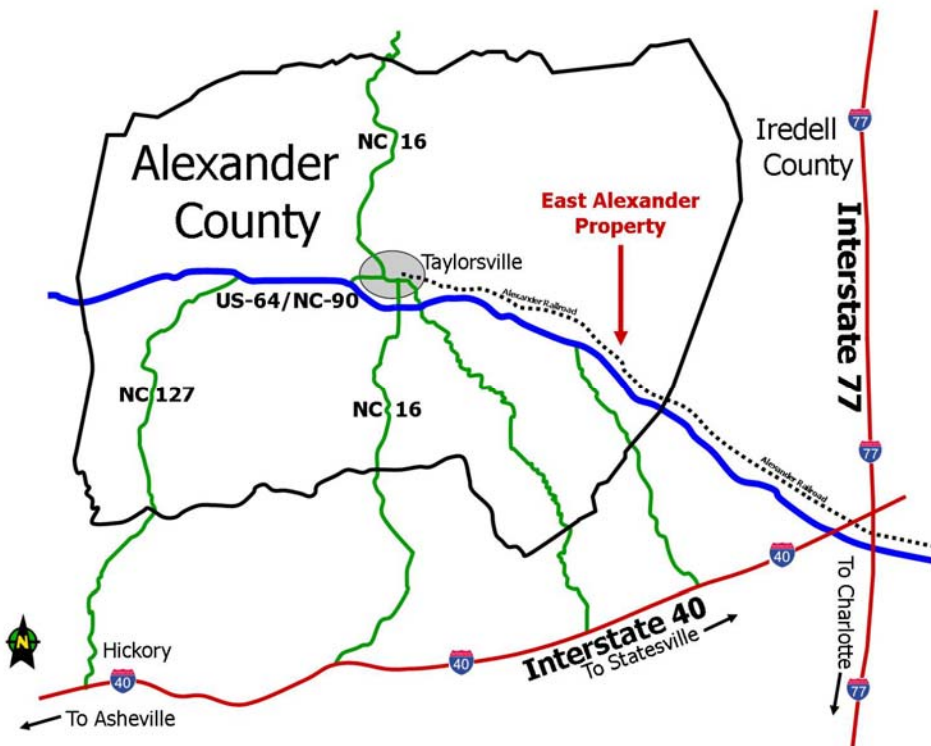 77
Iredell
County
NC 16
Alexander
County
East Alexander
Property
Interstate 77
Taylorsville
US-64/NC-90
Alexander Railroad
NC 127
NC 16
77
Alexander Railroad
40
To Charlotte
N
Hickory
40
40
Interstate 40
To Statesville
77
To Asheville